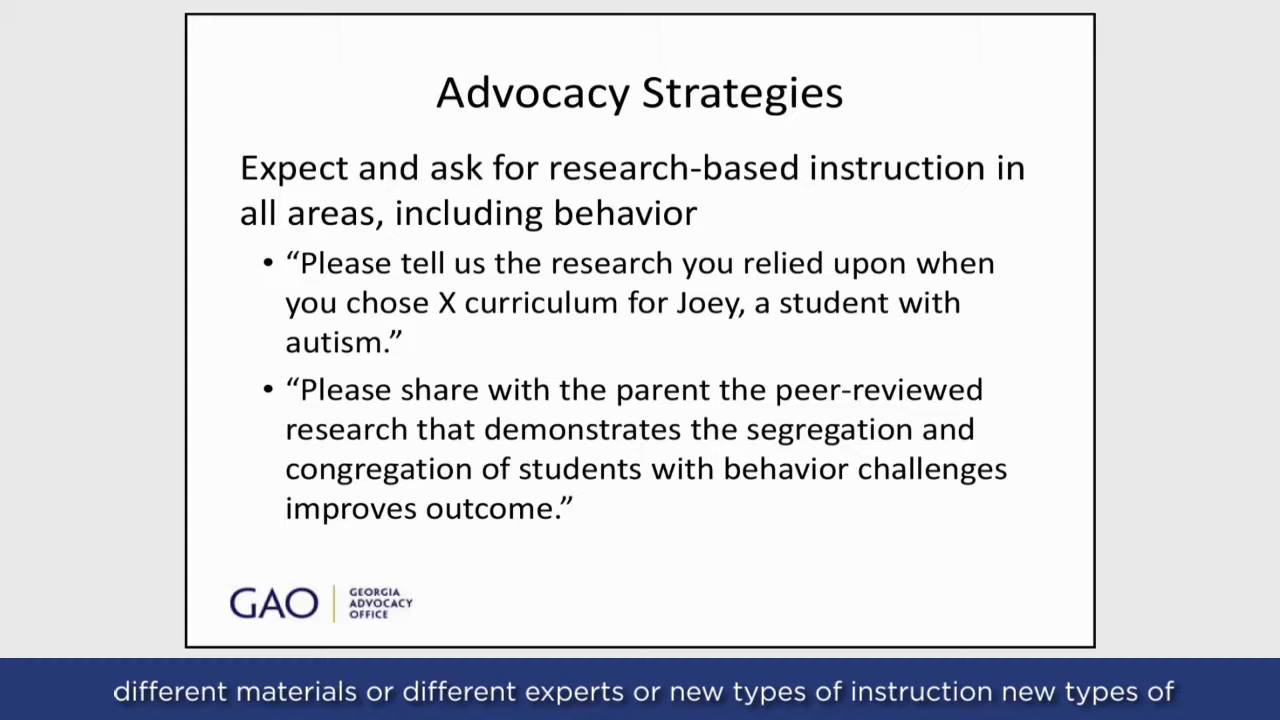 Advocacy Strategies
Expect and ask for research-based instruction in
all areas, including behavior
• “Please tell us the research you relied upon when
you chose X curriculum for Joey, a student with
autism.”
• “Please share with the parent the peer-reviewed
research that demonstrates the segregation and
congregation of students with behavior challenges
improves outcome.”
GAO
GEORGIA
ADVOCACY
OFFICE
different materials or different experts or new types of instruction new types of